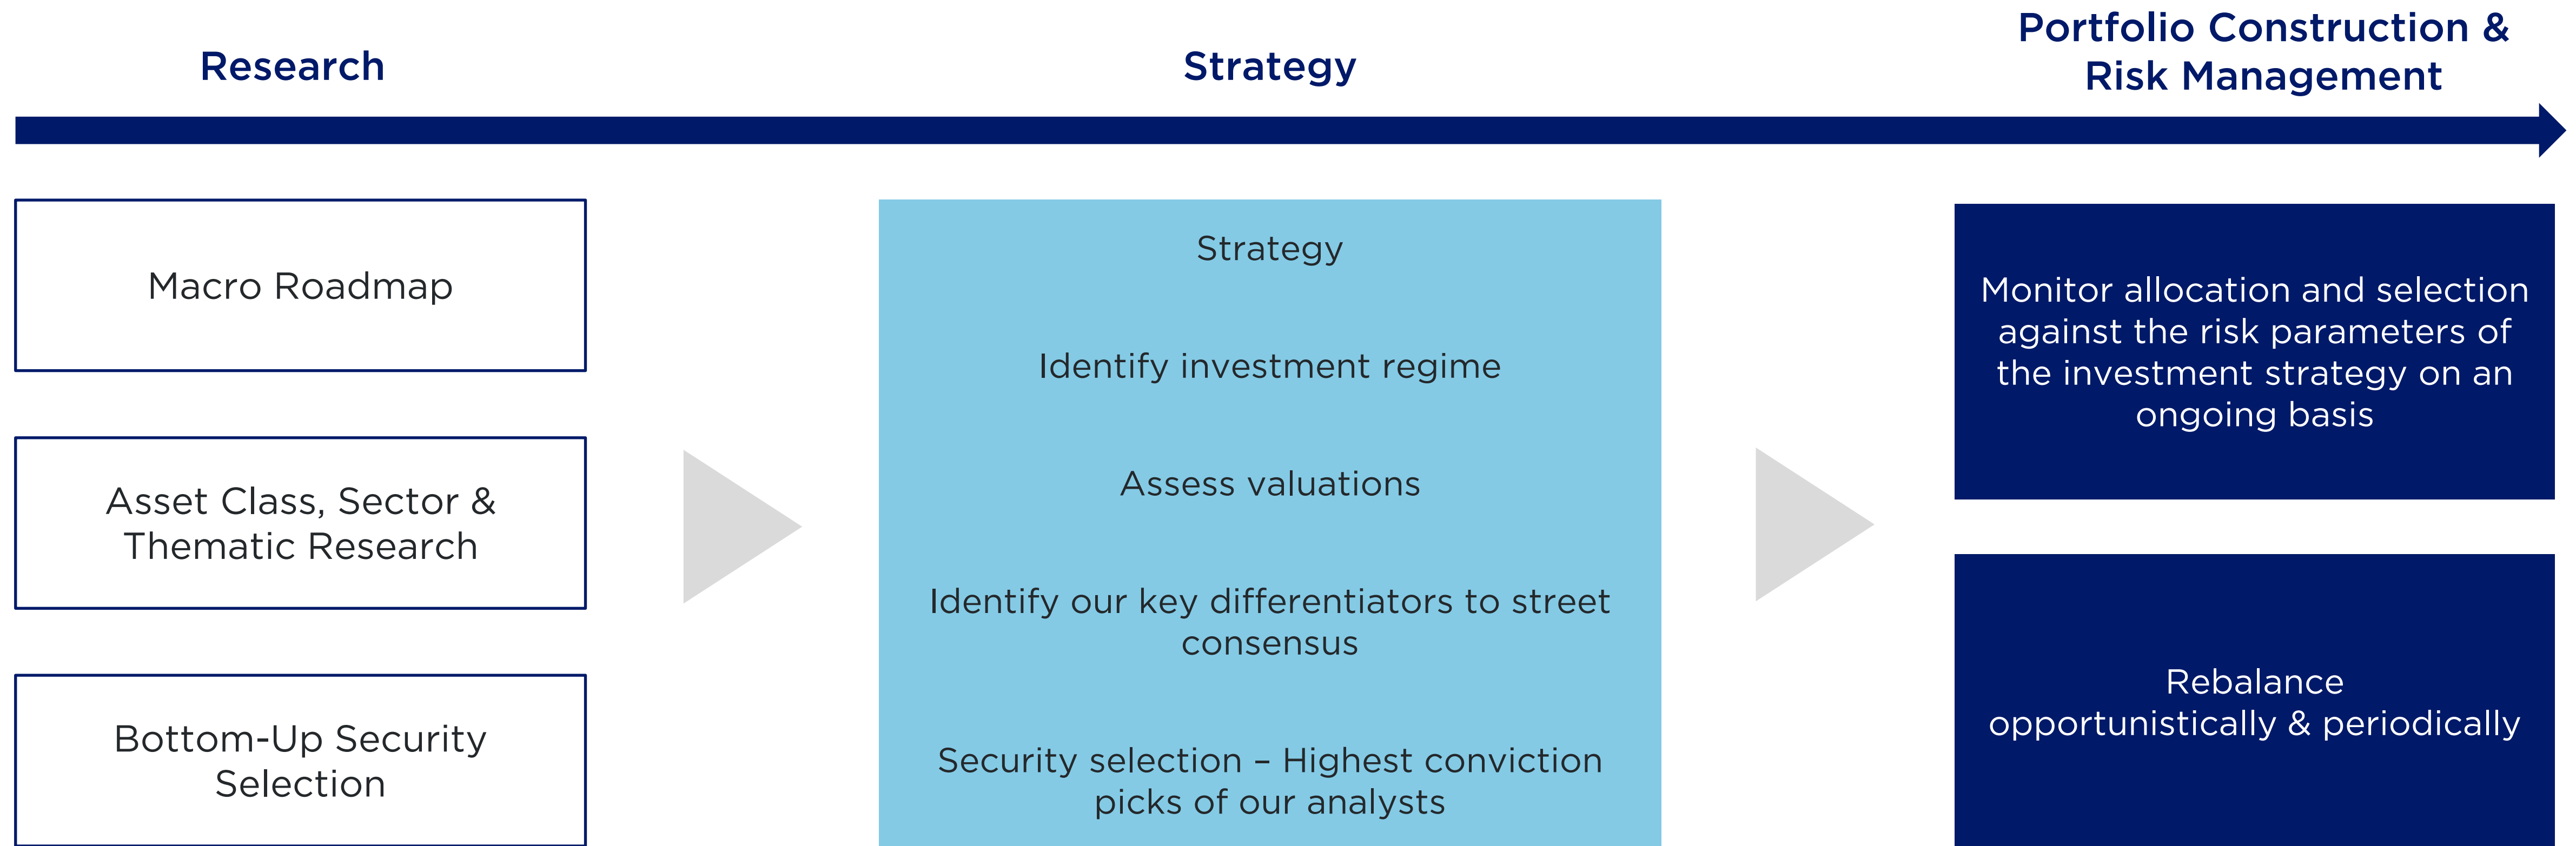 Research
Strategy
Portfolio Construction &
Risk Management
Macro Roadmap
Asset Class, Sector &
Thematic Research
Bottom-Up Security
Selection
Strategy
Identify investment regime
Assess valuations
Identify our key differentiators to street
consensus
Security selection – Highest conviction
picks of our analysts
Monitor allocation and selection
against the risk parameters of
the investment strategy on an
ongoing basis
Rebalance
opportunistically & periodically